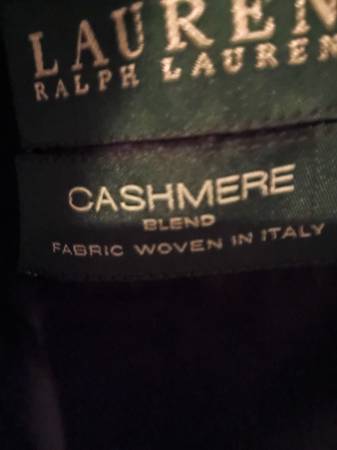 LAUREN
RALPH LAUREN
CASHMERE
BLEND
FABRIC WOVEN IN ITALY